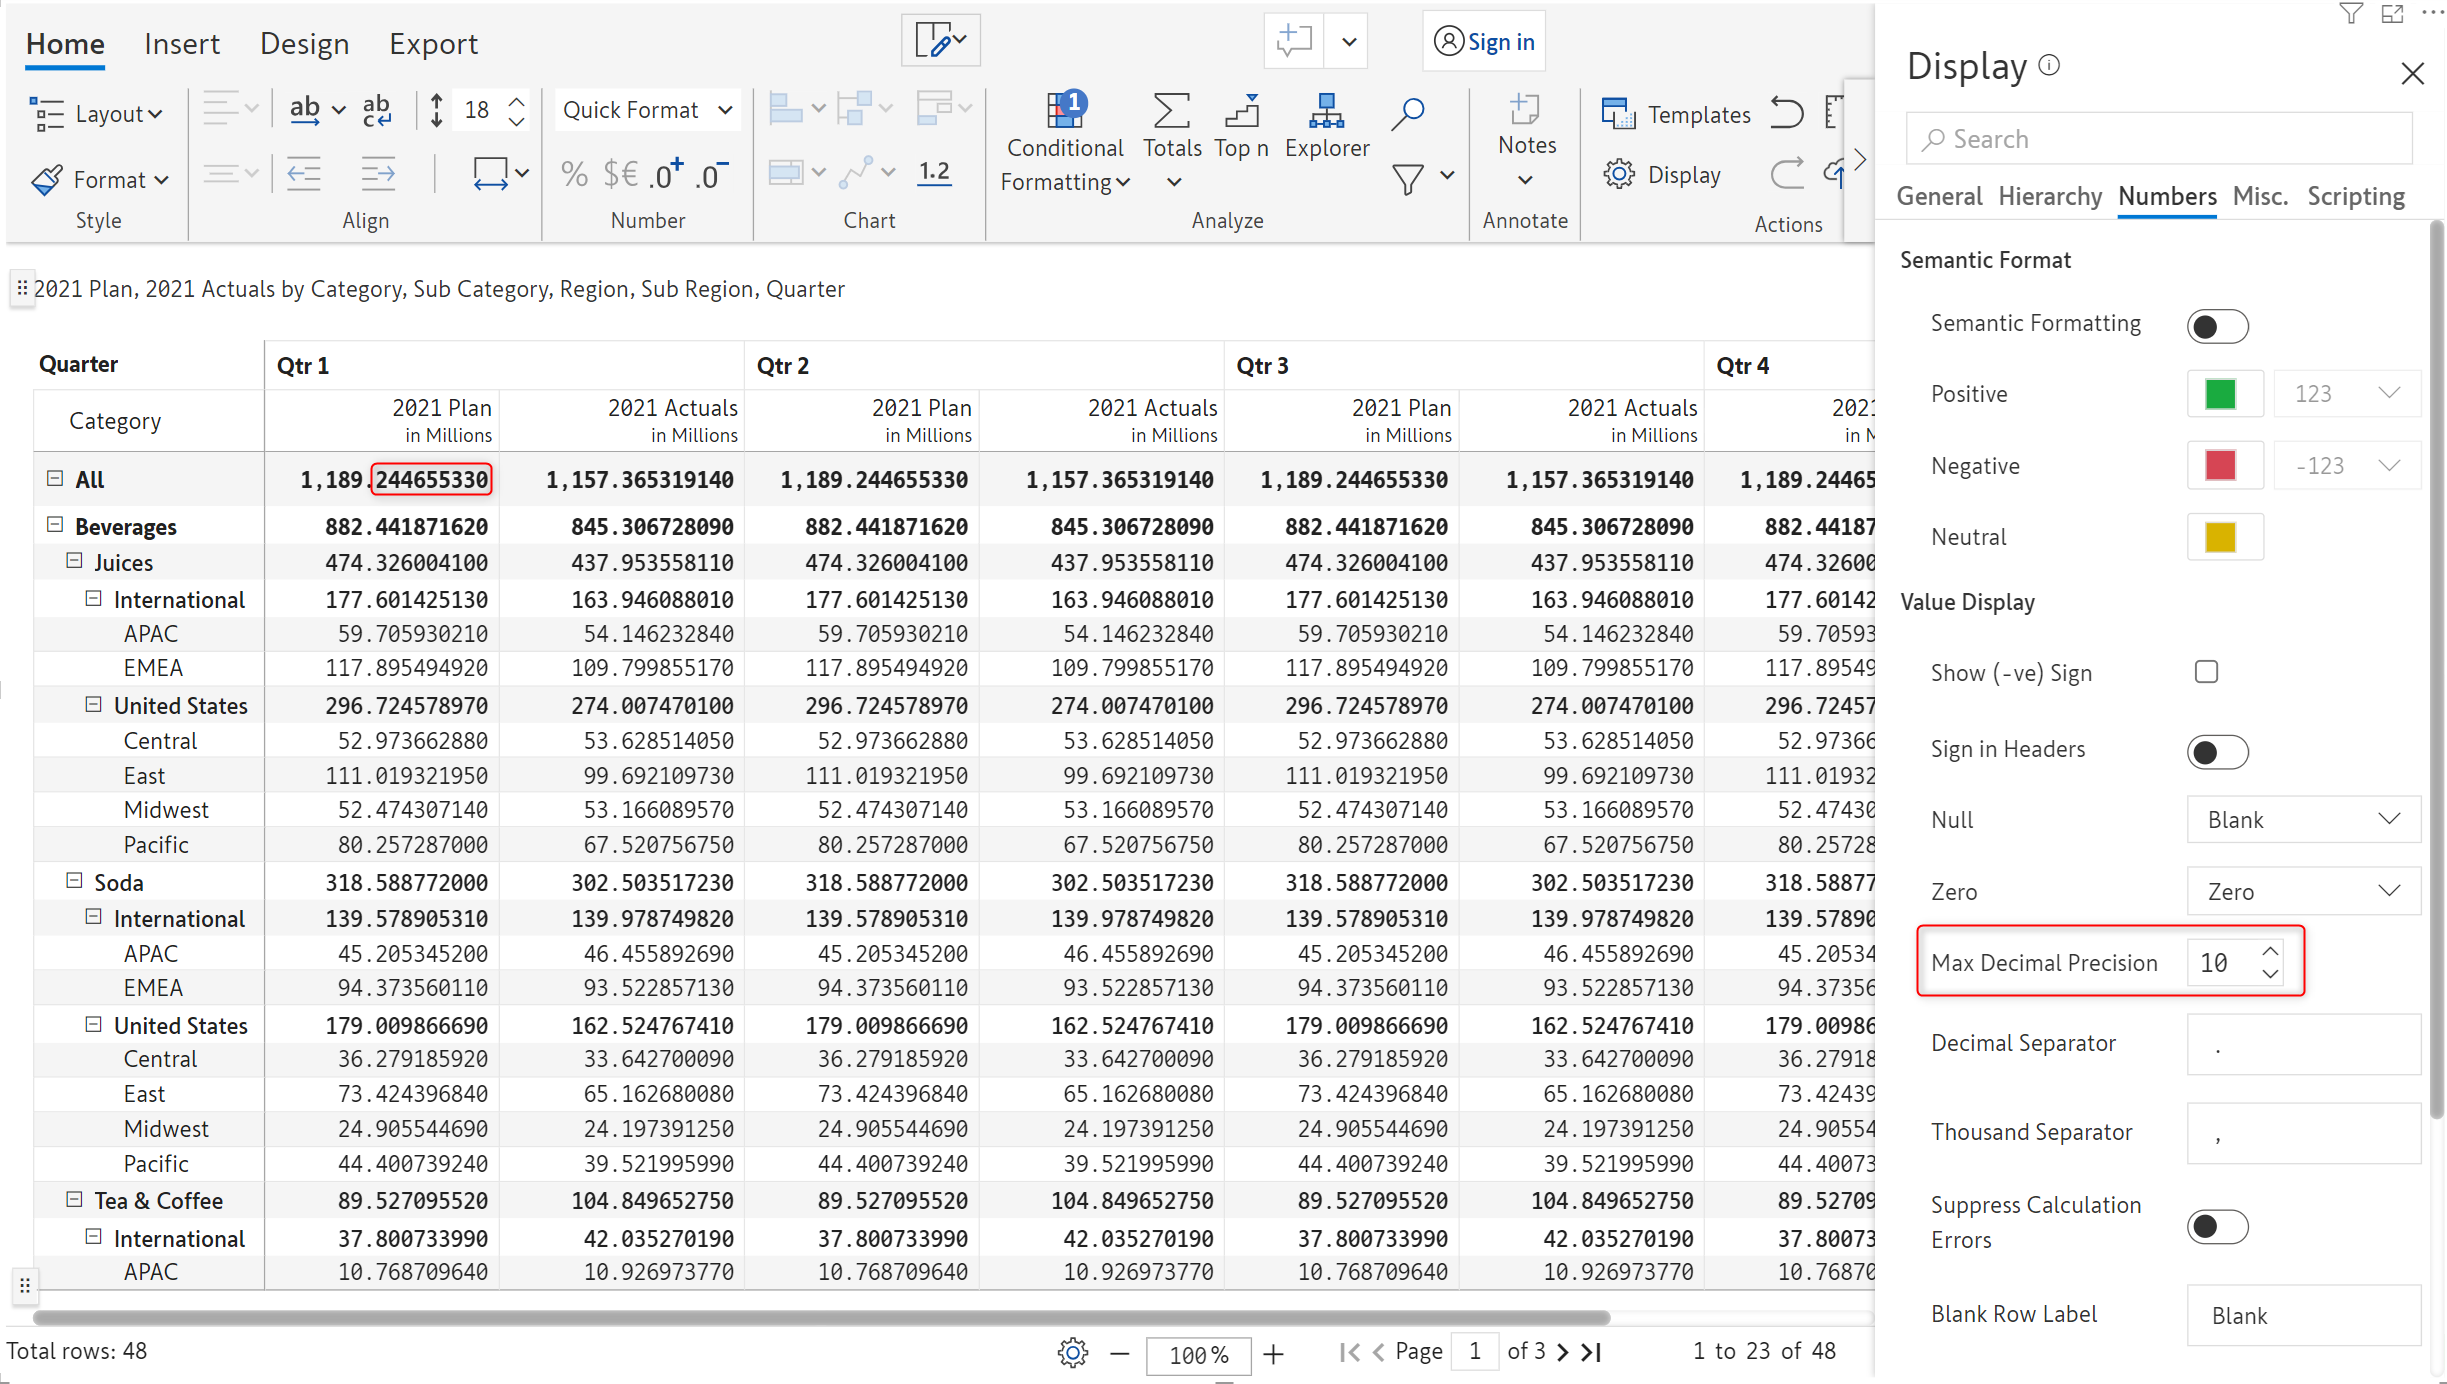 Home Insert Design Export
Sign in
Layout ab ab c 18 Quick Format
Format % $€ .0+ .0- 1.2
Conditional Formatting 1 Totals Top n Explorer
Notes
Templates
Display
Style Align Number Chart Analyze Annotate Actions
2021 Plan, 2021 Actuals by Category, Sub Category, Region, Sub Region, Quarter
Quarter Qtr 1 Qtr 2 Qtr 3 Qtr 4
Category 2021 Plan 2021 Actuals 2021 Plan 2021 Actuals 2021 Plan 2021 Actuals 2021
in Millions in Millions in Millions in Millions in Millions in Millions in M
All 1,189.244655330 1,157.365319140 1,189.244655330 1,157.365319140 1,189.244655330 1,157.365319140 1,189.24465
Beverages 882.441871620 845.306728090 882.441871620 845.306728090 882.441871620 845.306728090 882.44187
Juices 474.326004100 437.953558110 474.326004100 437.953558110 474.326004100 437.953558110 474.32600
International 177.601425130 163.946088010 177.601425130 163.946088010 177.601425130 163.946088010 177.60142
APAC 59.705930210 54.146232840 59.705930210 54.146232840 59.705930210 54.146232840 59.70593
EMEA 117.895494920 109.799855170 117.895494920 109.799855170 117.895494920 109.799855170 117.89549
United States 296.724578970 274.007470100 296.724578970 274.007470100 296.724578970 274.007470100 296.72457
Central 52.973662880 53.628514050 52.973662880 53.628514050 52.973662880 53.628514050 52.97366
East 111.019321950 99.692109730 111.019321950 99.692109730 111.019321950 99.692109730 111.01932
Midwest 52.474307140 53.166089570 52.474307140 53.166089570 52.474307140 53.166089570 52.47430
Pacific 80.257287000 67.520756750 80.257287000 67.520756750 80.257287000 67.520756750 80.25728
Soda 318.588772000 302.503517230 318.588772000 302.503517230 318.588772000 302.503517230 318.58877
International 139.578905310 139.978749820 139.578905310 139.978749820 139.578905310 139.978749820 139.57890
APAC 45.205345200 46.455892690 45.205345200 46.455892690 45.205345200 46.455892690 45.20534
EMEA 94.373560110 93.522857130 94.373560110 93.522857130 94.373560110 93.522857130 94.37356
United States 179.009866690 162.524767410 179.009866690 162.524767410 179.009866690 162.524767410 179.00986
Central 36.279185920 33.642700090 36.279185920 33.642700090 36.279185920 33.642700090 36.27918
East 73.424396840 65.162680080 73.424396840 65.162680080 73.424396840 65.162680080 73.42439
Midwest 24.905544690 24.197391250 24.905544690 24.197391250 24.905544690 24.197391250 24.90554
Pacific 44.400739240 39.521995990 44.400739240 39.521995990 44.400739240 39.521995990 44.40073
Tea & Coffee 89.527095520 104.849652750 89.527095520 104.849652750 89.527095520 104.849652750 89.52709
International 37.800733990 42.035270190 37.800733990 42.035270190 37.800733990 42.035270190 37.80073
APAC 10.768709640 10.926973770 10.768709640 10.926973770 10.768709640 10.926973770 10.76870
Total rows: 48 100% Page 1 of 3 1 to 23 of 48
Display
Search
General Hierarchy Numbers Misc. Scripting
Semantic Format
Semantic Formatting
Positive 123
Negative -123
Neutral
Value Display
Show (-ve) Sign
Sign in Headers
Null Blank
Zero Zero
Max Decimal Precision 10
Decimal Separator .
Thousand Separator ,
Suppress Calculation
Errors
Blank Row Label Blank